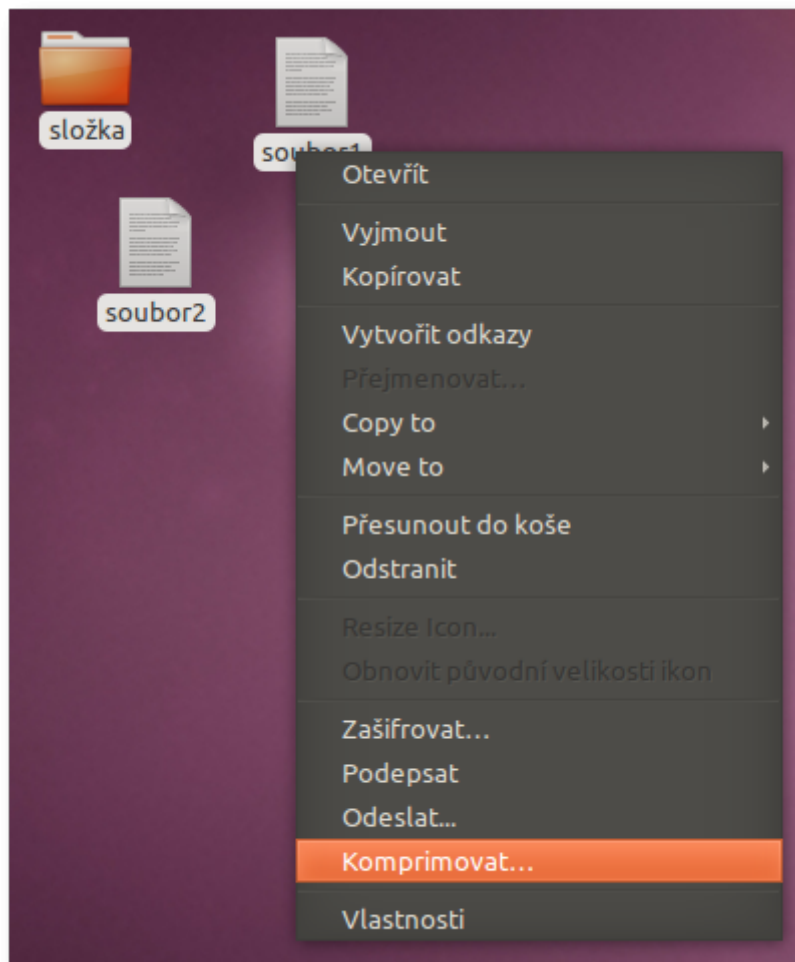 složka
soubor1
soubor2
Otevřít
Vyjmout
Kopírovat
Vytvořit odkazy
Přejmenovat...
Copy to
Move to
Přesunout do koše
Odstranit
Resize Icon...
Obnovit původní velikosti ikon
Zašifrovat...
Podepsat
Odeslat...
Komprimovat...
Vlastnosti